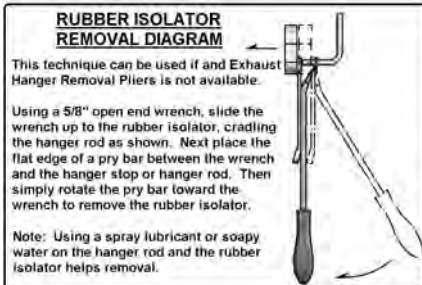 RUBBER ISOLATOR
REMOVAL DIAGRAM
This technique can be used if and Exhaust
Hanger Removal Pliers is not available.
Using a 5/8" open end wrench, slide the
wrench up to the rubber isolator, cradling
the hanger rod as shown. Next place the
flat edge of a pry bar between the wrench
and the hanger stop or hanger rod. Then
simply rotate the pry bar toward the
wrench to remove the rubber isolator.
Note: Using a spray lubricant or soapy
water on the hanger rod and the rubber
isolator helps removal.